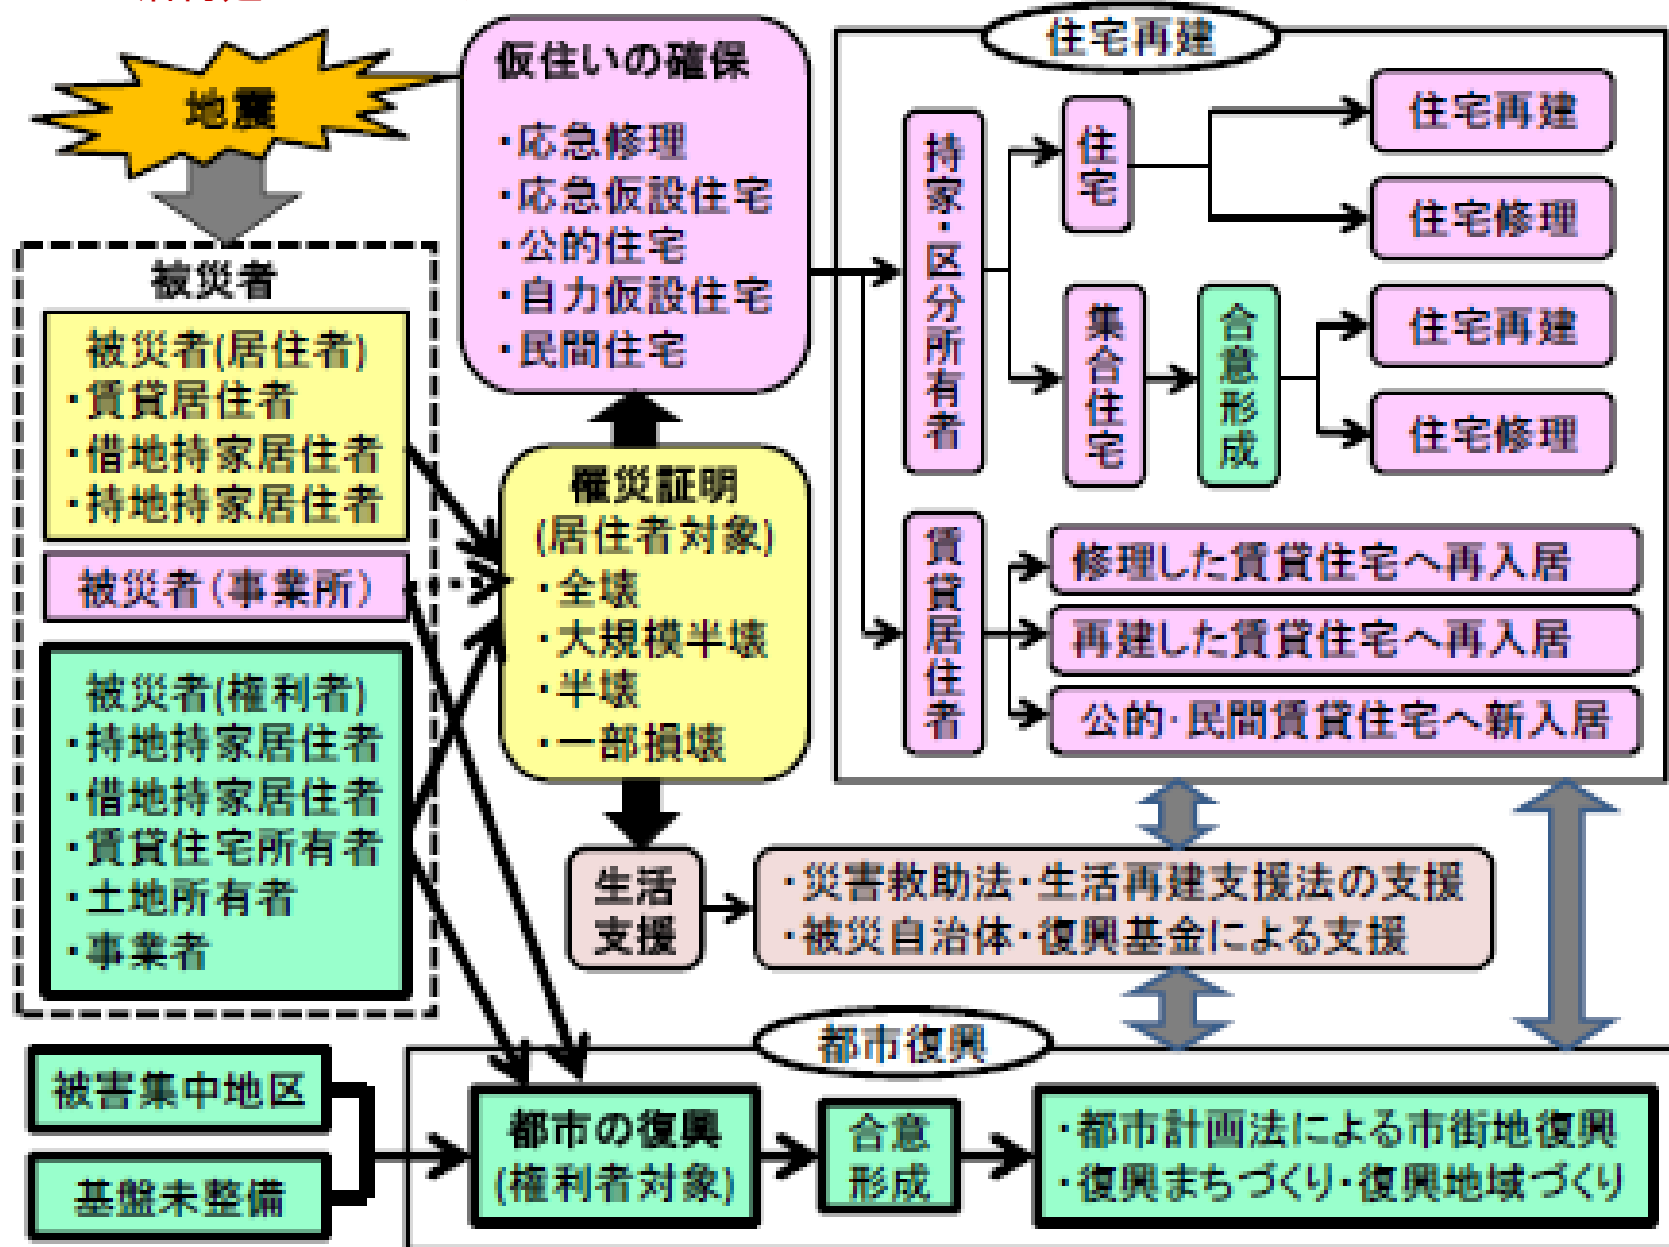 地震
仮住いの確保
・応急修理
・応急仮設住宅
・公的住宅
・自力仮設住宅
・民間住宅
被災者
被災者(居住者)
・賃貸居住者
・借地持家居住者
・持地持家居住者
被災者(事業所)
被災者(権利者)
・持地持家居住者
・借地持家居住者
・賃貸住宅所有者
・土地所有者
・事業者
罹災証明
(居住者対象)
・全壊
・大規模半壊
・半壊
・一部損壊
住宅再建
持家・区分所有者
住宅
住宅再建
住宅修理
集合住宅
合意形成
住宅再建
住宅修理
賃貸居住者
修理した賃貸住宅へ再入居
再建した賃貸住宅へ再入居
公的・民間賃貸住宅へ新入居
生活
支援
・災害救助法・生活再建支援法の支援
・被災自治体・復興基金による支援
都市復興
被害集中地区
基盤未整備
都市の復興
(権利者対象)
合意
形成
・都市計画法による市街地復興
・復興まちづくり・復興地域づくり